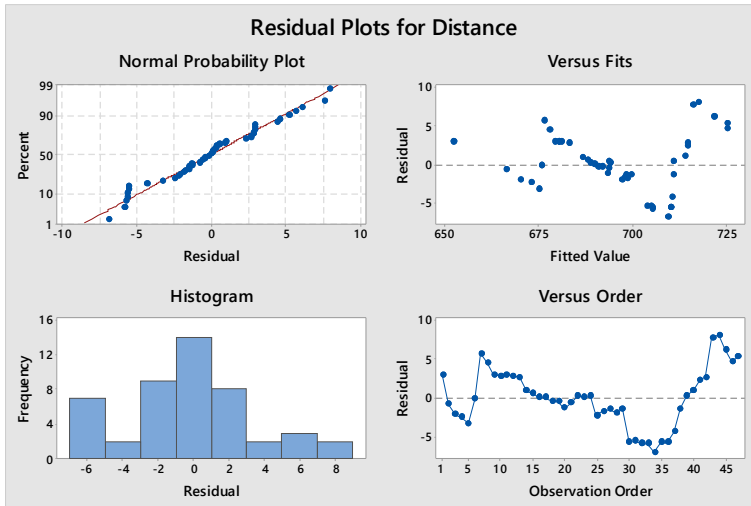 Residual Plots for Distance
Normal Probability Plot
99
90
50
10
1
Percent
-10 -5 0 5 10
Residual
Versus Fits
10
5
0
-5
Residual
650 675 700 725
Fitted Value
Histogram
16
12
8
4
0
Frequency
-6 -4 -2 0 2 4 6 8
Residual
Versus Order
10
5
0
-5
Residual
1 5 10 15 20 25 30 35 40 45
Observation Order